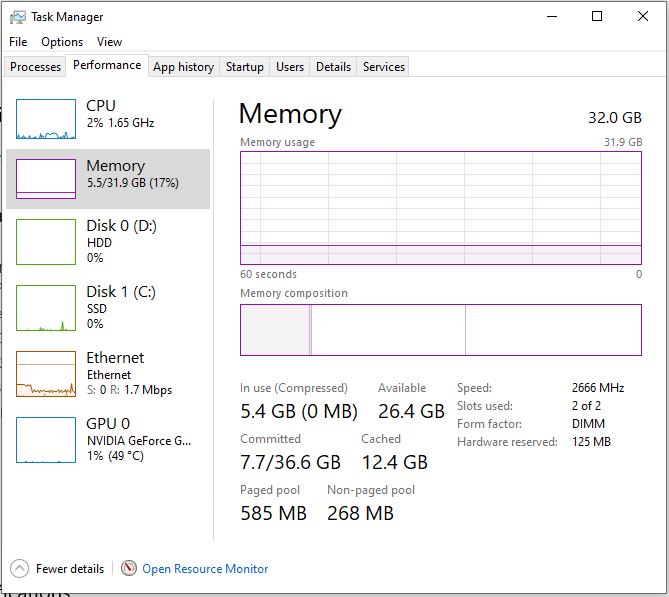 Task Manager
File Options View
Processes Performance App history Startup Users Details Services
CPU
2% 1.65 GHz
Memory
5.5/31.9 GB (17%)
Disk 0 (D:)
HDD
0%
Disk 1 (C:)
SSD
0%
Ethernet
Ethernet
S: 0 R: 1.7 Mbps
GPU 0
NVIDIA GeForce G...
1% (49 °C)
Memory 32.0 GB
Memory usage 31.9 GB
60 seconds 0
Memory composition
In use (Compressed) Available
5.4 GB (0 MB) 26.4 GB
Committed Cached
7.7/36.6 GB 12.4 GB
Paged pool Non-paged pool
585 MB 268 MB
Speed: 2666 MHz
Slots used: 2 of 2
Form factor: DIMM
Hardware reserved: 125 MB
Fewer details Open Resource Monitor